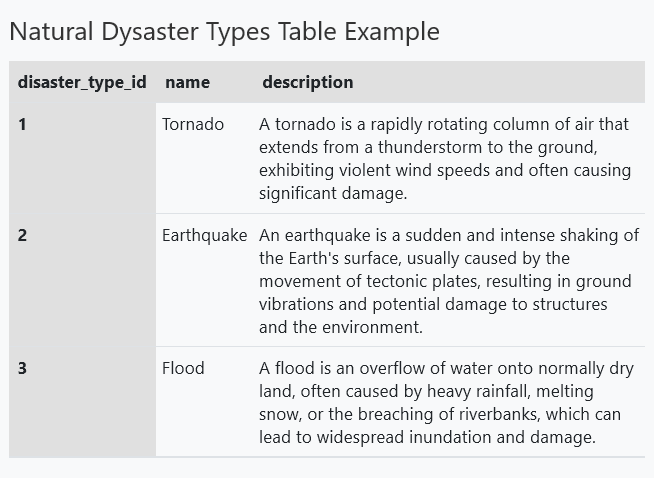 Natural Dysaster Types Table Example
disaster_type_id name description
1 Tornado A tornado is a rapidly rotating column of air that
extends from a thunderstorm to the ground,
exhibiting violent wind speeds and often causing
significant damage.
2 Earthquake An earthquake is a sudden and intense shaking of
the Earth's surface, usually caused by the
movement of tectonic plates, resulting in ground
vibrations and potential damage to structures
and the environment.
3 Flood A flood is an overflow of water onto normally dry
land, often caused by heavy rainfall, melting
snow, or the breaching of riverbanks, which can
lead to widespread inundation and damage.